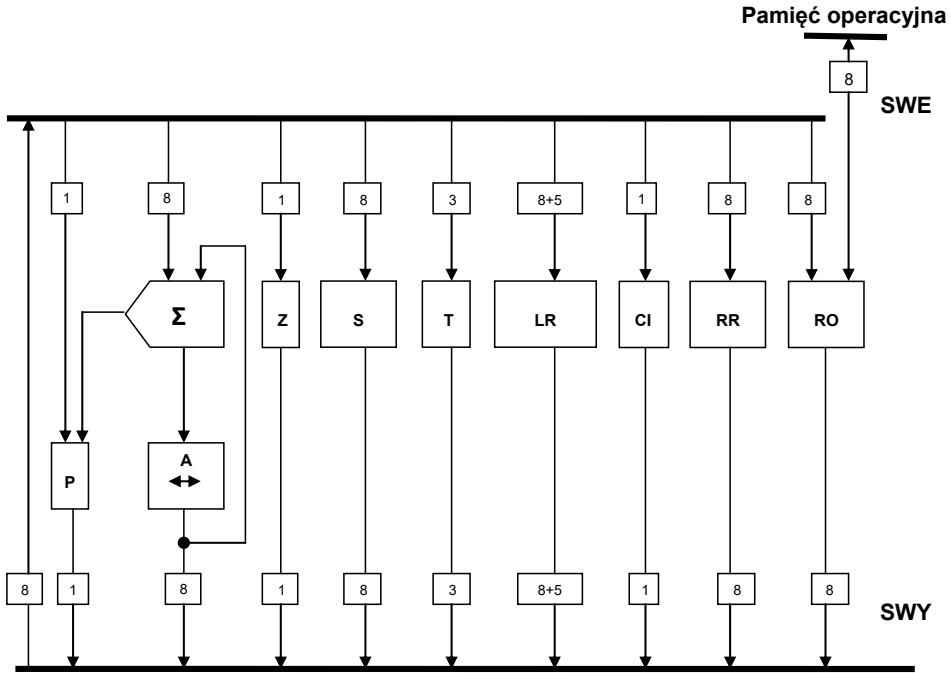 Pamięć operacyjna
8
SWE
1 8 1 8 3 8+5 1 8 8
Σ Z S T LR CI RR RO
P A
8 1 8 1 8 3 8+5 1 8 8
SWY